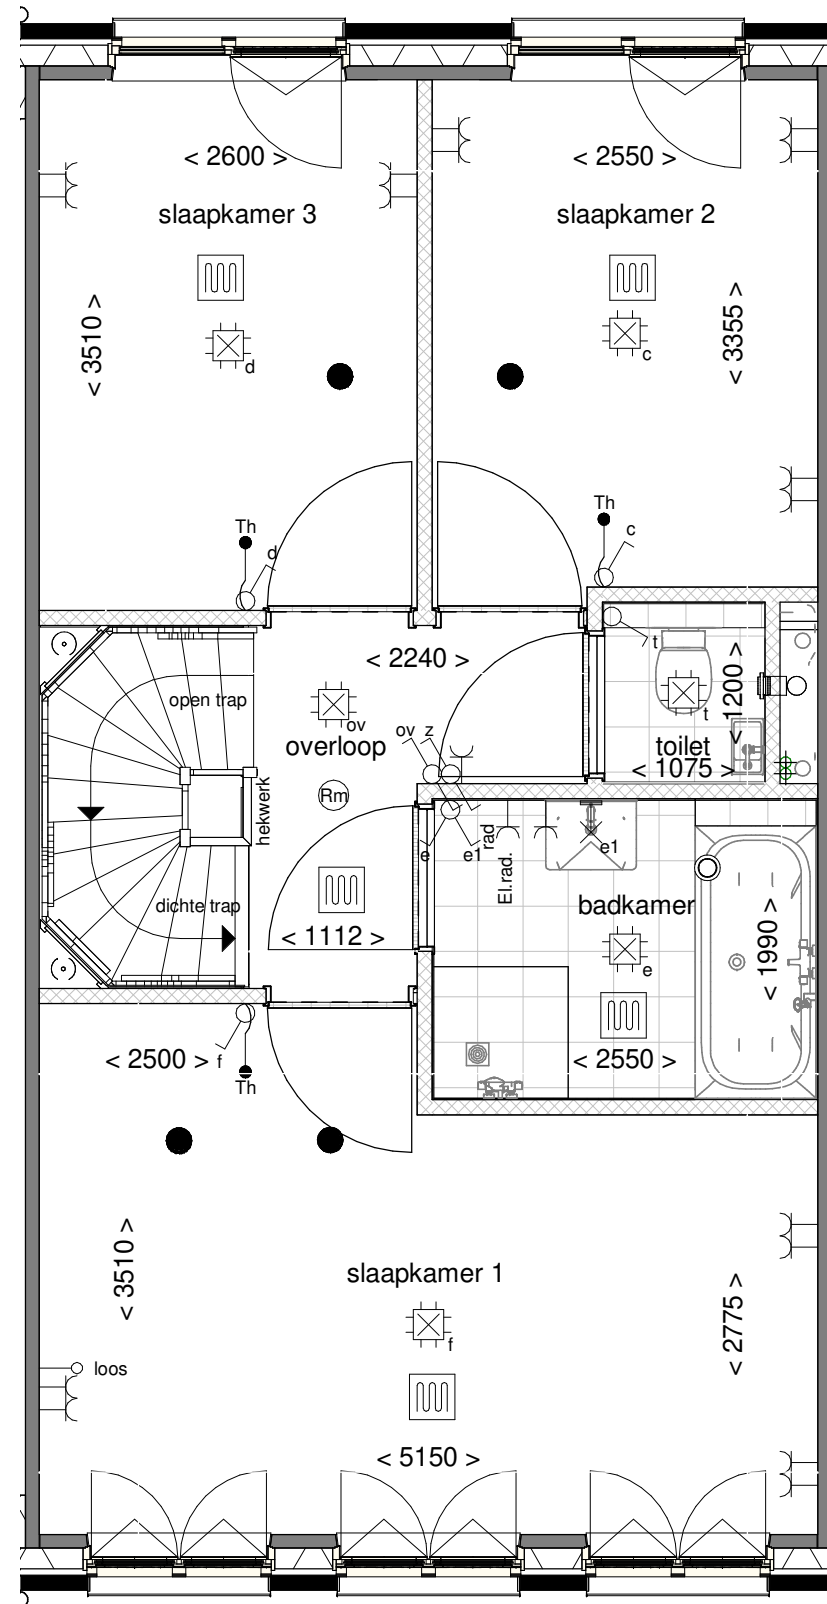 < 2600 >
< 2550 >
slaapkamer 3
slaapkamer 2
< 3510 >
< 3355 >
d
c
Th
d
Th
c
< 2240 >
t
< 1200 >
open trap
ov
t
overloop
ov z
toilet
< 1075 >
Rm
hekwerk
e
e1
rad
El.rad.
e1
dichte trap
badkamer
< 1112 >
e
< 1990 >
< 2500 >
f
Th
< 2550 >
< 3510 >
slaapkamer 1
< 2775 >
f
loos
< 5150 >